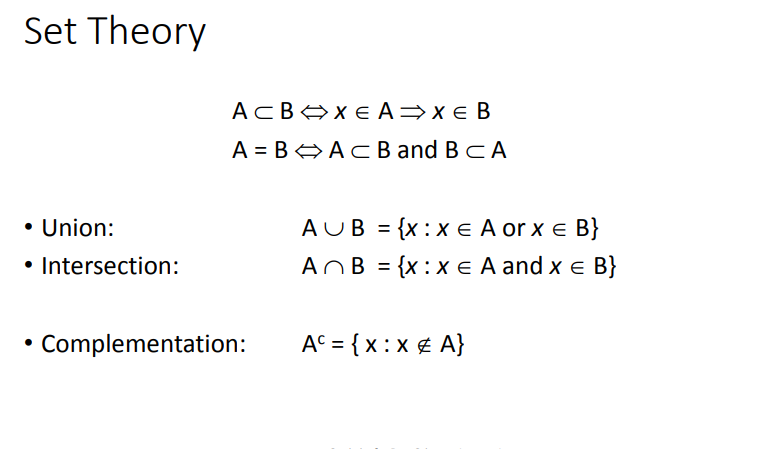 Set Theory
A ⊂ B ⇔ x ∈ A ⇒ x ∈ B
A = B ⇔ A ⊂ B and B ⊂ A
• Union: A ∪ B = {x : x ∈ A or x ∈ B}
• Intersection: A ∩ B = {x : x ∈ A and x ∈ B}
• Complementation: Aᶜ = { x : x ∉ A}